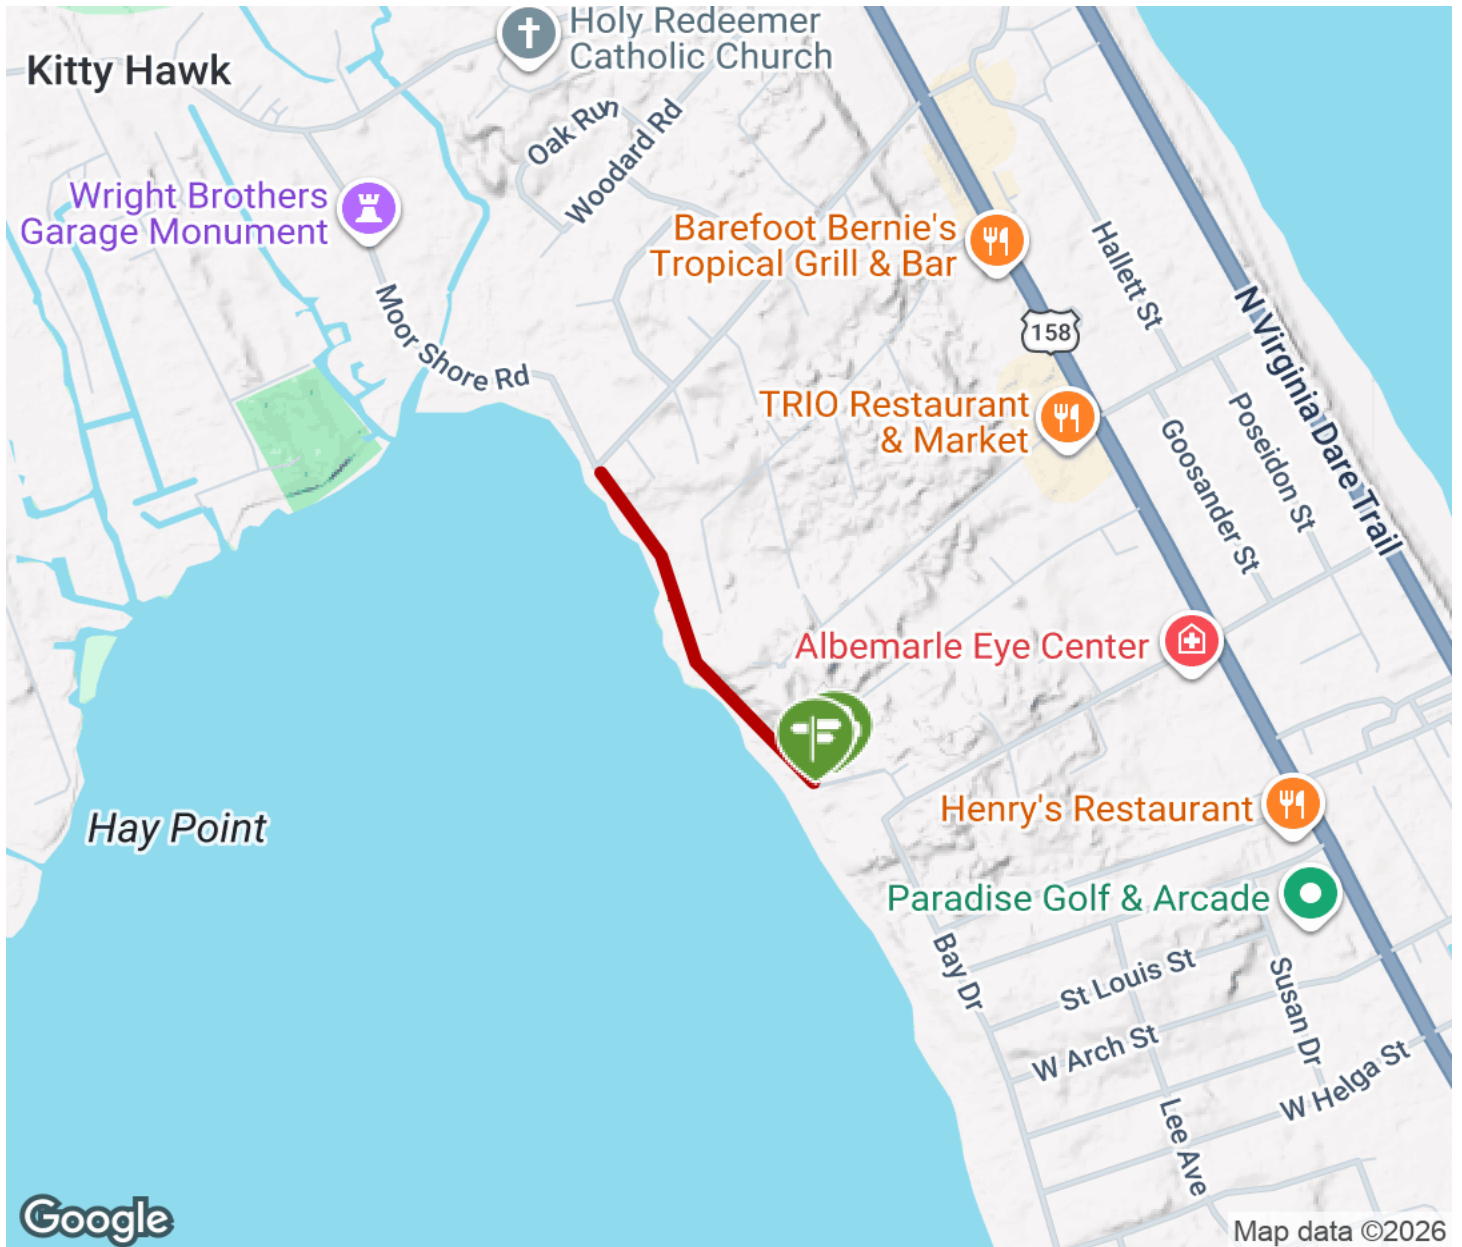 Holy Redeemer
Catholic Church
Kitty Hawk
Oak Run
Woodard Rd
Wright Brothers
Garage Monument
Barefoot Bernie's
Tropical Grill & Bar
Hallett St
N Virginia Dare Trail
158
Moor Shore Rd
TRIO Restaurant
& Market
Poseidon St
Goosander St
Albemarle Eye Center
Hay Point
Henry's Restaurant
Paradise Golf & Arcade
Bay Dr
St Louis St
Susan Dr
W Arch St
W Helga St
Lee Ave
Google
Map data ©2026